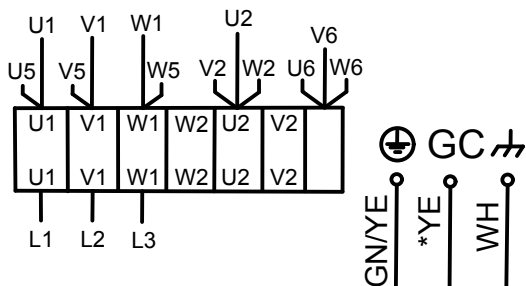 U1 V1 W1 U2 V6
U5 V5 W5 V2 W2 U6 W6
U1 V1 W1 W2 U2 V2
U1 V1 W1 W2 U2 V2
L1 L2 L3
GC
GN/YE *YE WH